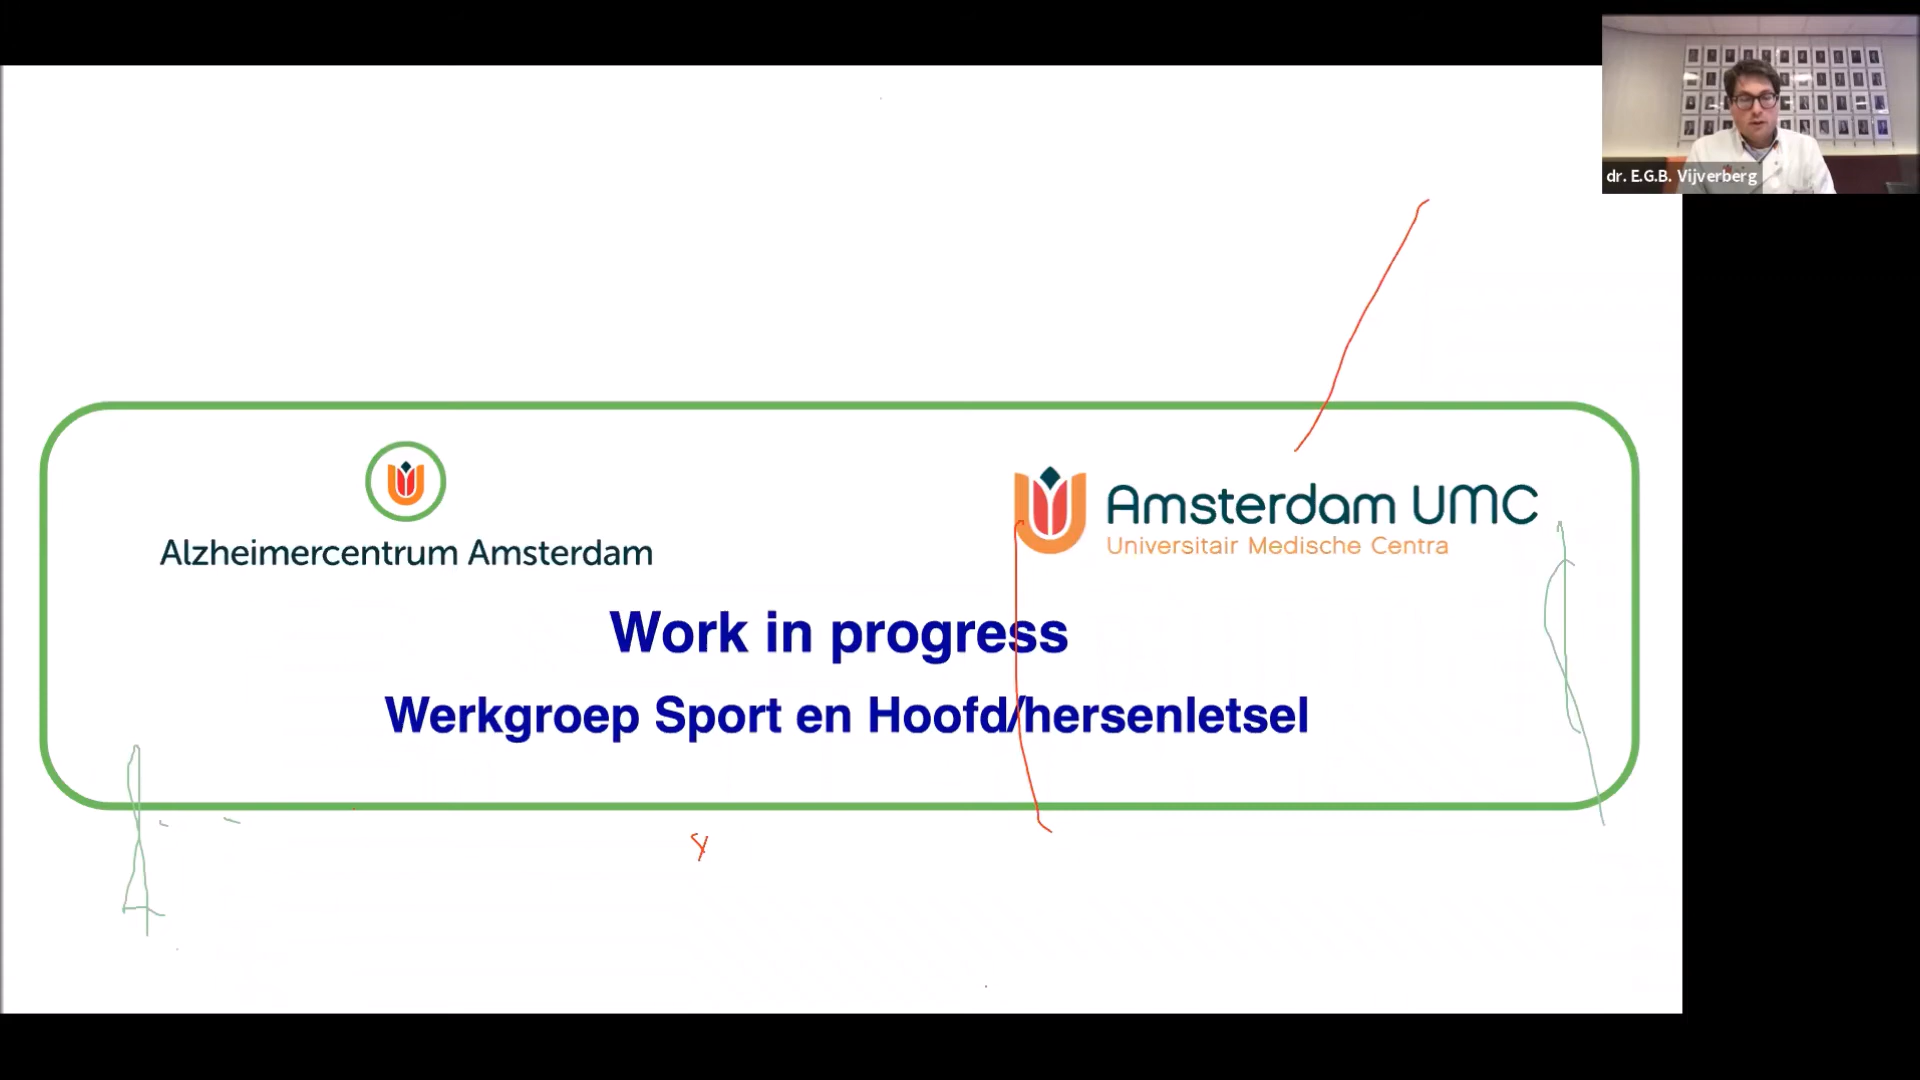 dr. E.G.B. Vijverberg
Alzheimercentrum Amsterdam
Amsterdam UMC
Universitair Medische Centra
Work in progress
Werkgroep Sport en Hoofd/hersenletsel